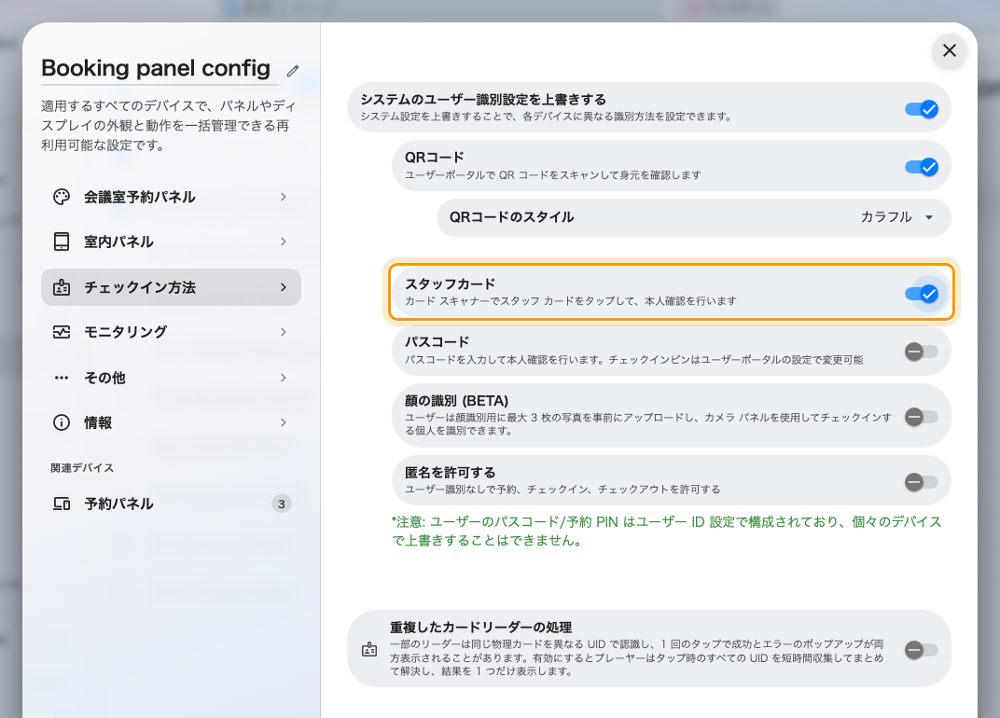 Booking panel config
適用するすべてのデバイスで、パネルやディ
スプレイの外観と動作を一括管理できる再
利用可能な設定です。
会議室予約パネル
室内パネル
チェックイン方法
モニタリング
その他
情報
関連デバイス
予約パネル
3
システムのユーザー識別設定を上書きする
システム設定を上書きすることで、各デバイスに異なる識別方法を設定できます。
QRコード
ユーザーポータルで QR コードをスキャンして身元を確認します
QRコードのスタイル
カラフル
スタッフカード
カード スキャナーでスタッフ カードをタップして、本人確認を行います
パスコード
パスコードを入力して本人確認を行います。チェックインピンはユーザーポータルの設定で変更可能
顔の識別 (BETA)
ユーザーは顔識別用に最大 3 枚の写真を事前にアップロードし、カメラ パネルを使用してチェックインす
る個人を識別できます。
匿名を許可する
ユーザー識別なしで予約、チェックイン、チェックアウトを許可する
*注意: ユーザーのパスコード/予約 PIN はユーザー ID 設定で構成されており、個々のデバイス
で上書きすることはできません。
重複したカードリーダーの処理
一部のリーダーは同じ物理カードを異なる UID で認識し、1 回のタップで成功とエラーのポップアップが両
方表示されることがあります。有効にするとプレーヤーはタップ時のすべての UID を短時間収集してまとめ
て解決し、結果を 1 つだけ表示します。